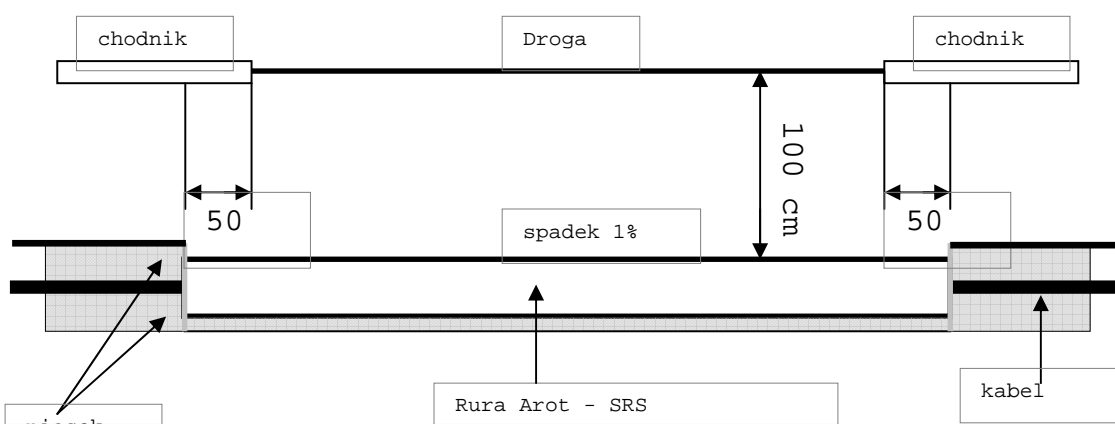 chodnik
Droga
chodnik
100 cm
50
50
spadek 1%
Rura Arot - SRS
kabel